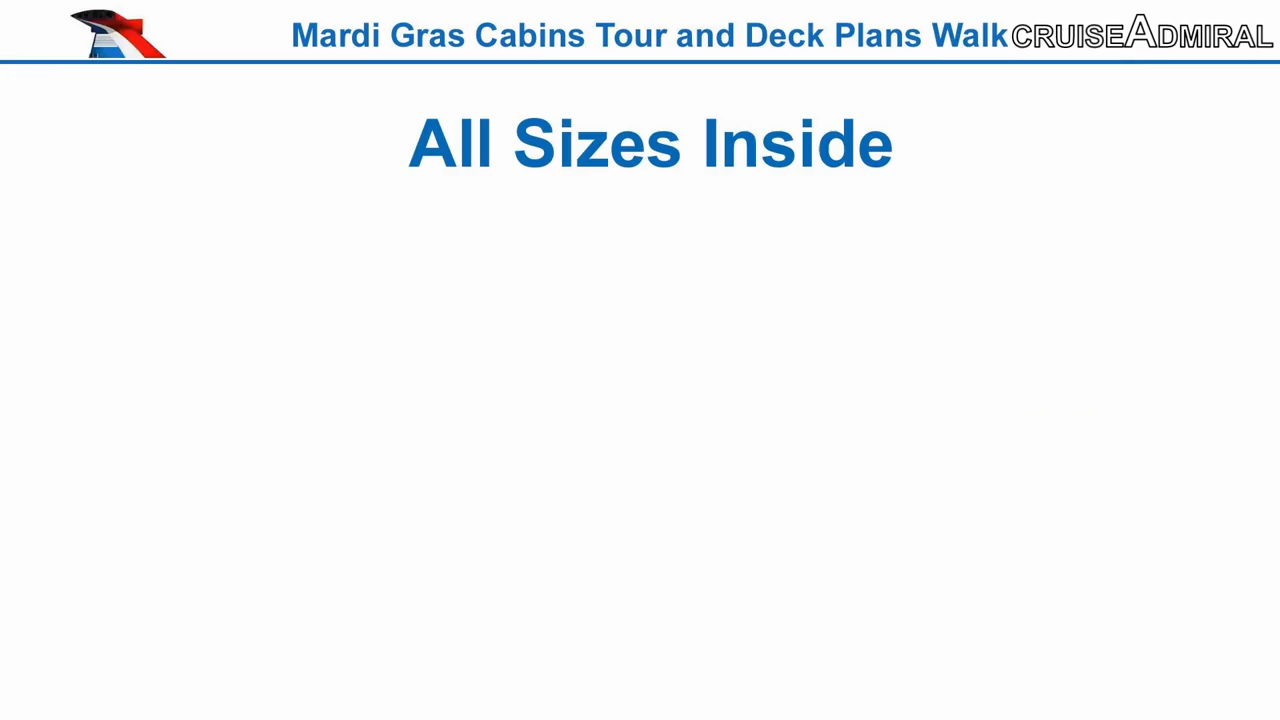 Mardi Gras Cabins Tour and Deck Plans Walk CRUISEADMIRAL
All Sizes Inside